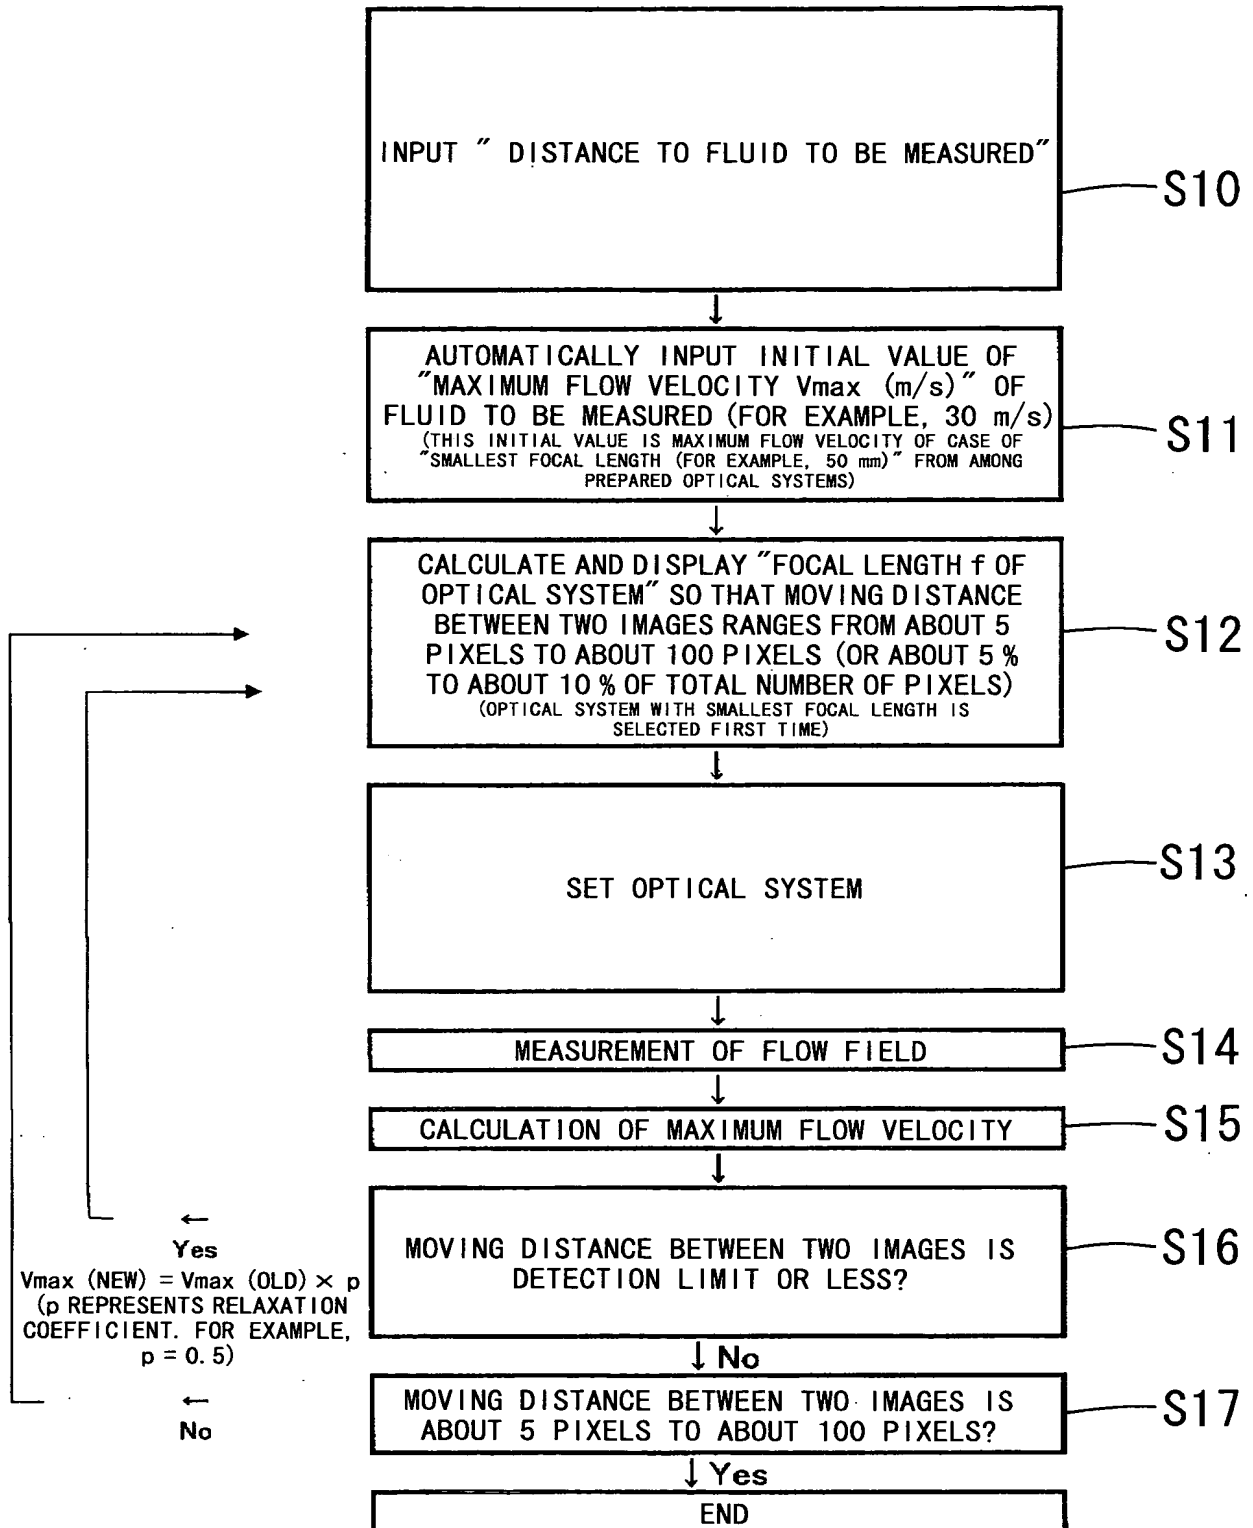 INPUT " DISTANCE TO FLUID TO BE MEASURED"
S10
↓
AUTOMATICALLY INPUT INITIAL VALUE OF
"MAXIMUM FLOW VELOCITY Vmax (m/s)" OF
FLUID TO BE MEASURED (FOR EXAMPLE, 30 m/s)
(THIS INITIAL VALUE IS MAXIMUM FLOW VELOCITY OF CASE OF
"SMALLEST FOCAL LENGTH (FOR EXAMPLE, 50 mm)" FROM AMONG
PREPARED OPTICAL SYSTEMS)
S11
↓
CALCULATE AND DISPLAY "FOCAL LENGTH f OF
OPTICAL SYSTEM" SO THAT MOVING DISTANCE
BETWEEN TWO IMAGES RANGES FROM ABOUT 5
PIXELS TO ABOUT 100 PIXELS (OR ABOUT 5 %
TO ABOUT 10 % OF TOTAL NUMBER OF PIXELS)
(OPTICAL SYSTEM WITH SMALLEST FOCAL LENGTH IS
SELECTED FIRST TIME)
S12
↓
SET OPTICAL SYSTEM
S13
↓
MEASUREMENT OF FLOW FIELD
S14
↓
CALCULATION OF MAXIMUM FLOW VELOCITY
S15
↓
MOVING DISTANCE BETWEEN TWO IMAGES IS
DETECTION LIMIT OR LESS?
S16
←
Yes
Vmax (NEW) = Vmax (OLD) × p
(p REPRESENTS RELAXATION
COEFFICIENT. FOR EXAMPLE,
p = 0.5)
↓ No
MOVING DISTANCE BETWEEN TWO IMAGES IS
ABOUT 5 PIXELS TO ABOUT 100 PIXELS?
S17
←
No
↓ Yes
END